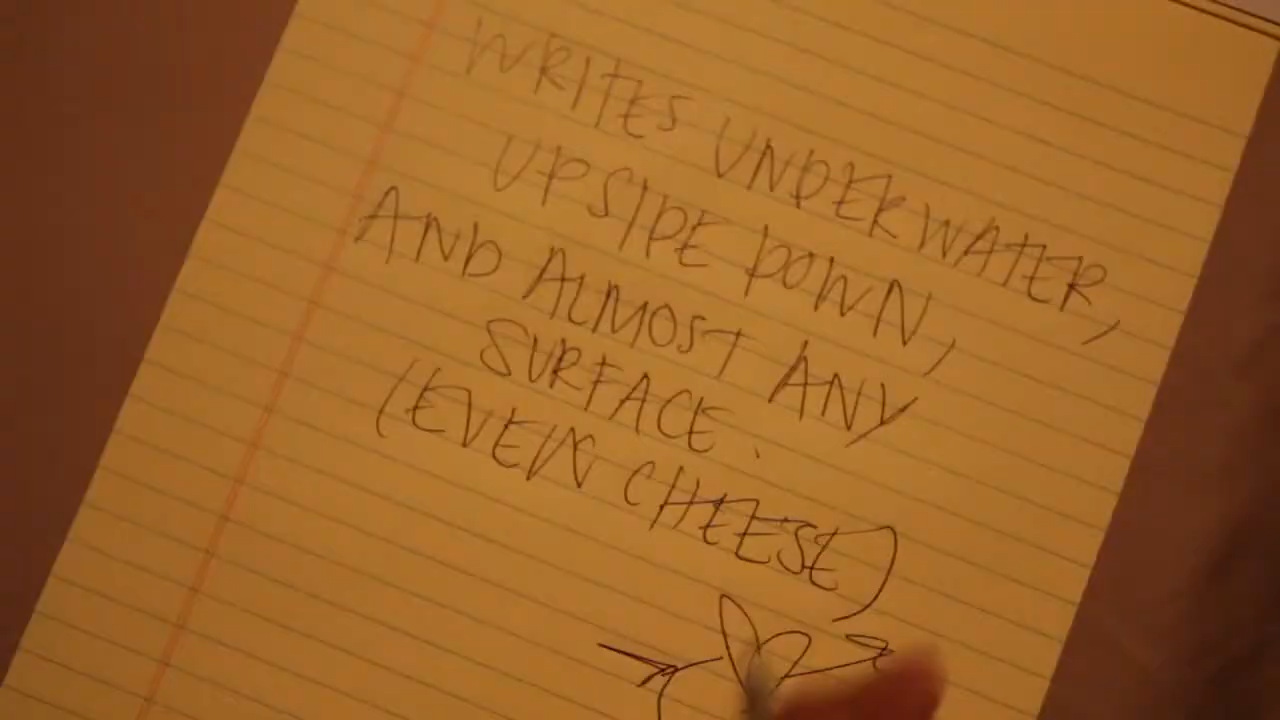 WRITES UNDERWATER,
UPSIDE DOWN,
AND ALMOST ANY
SURFACE.
(EVEN CHEESE)